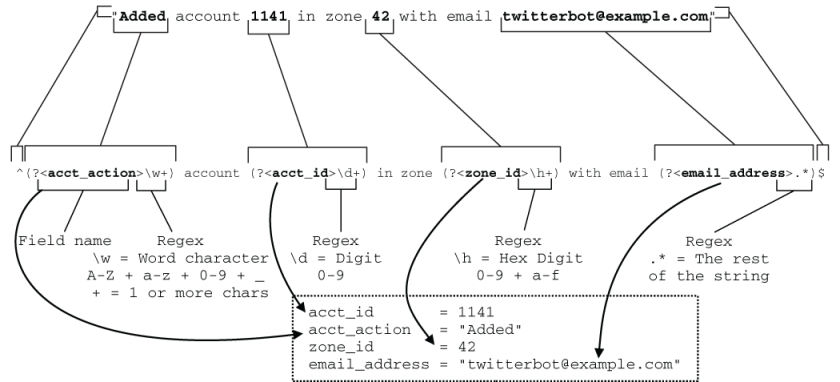 "Added account 1141 in zone 42 with email twitterbot@example.com"
^(?<acct_action>\w+) account (?<acct_id>\d+) in zone (?<zone_id>\h+) with email (?<email_address>.*)$
Field name Regex Regex Regex Regex
\w = Word character \d = Digit \h = Hex Digit .* = The rest
A-Z + a-z + 0-9 + _ 0-9 0-9 + a-f of the string
+ = 1 or more chars
acct_id = 1141
acct_action = "Added"
zone_id = 42
email_address = "twitterbot@example.com"